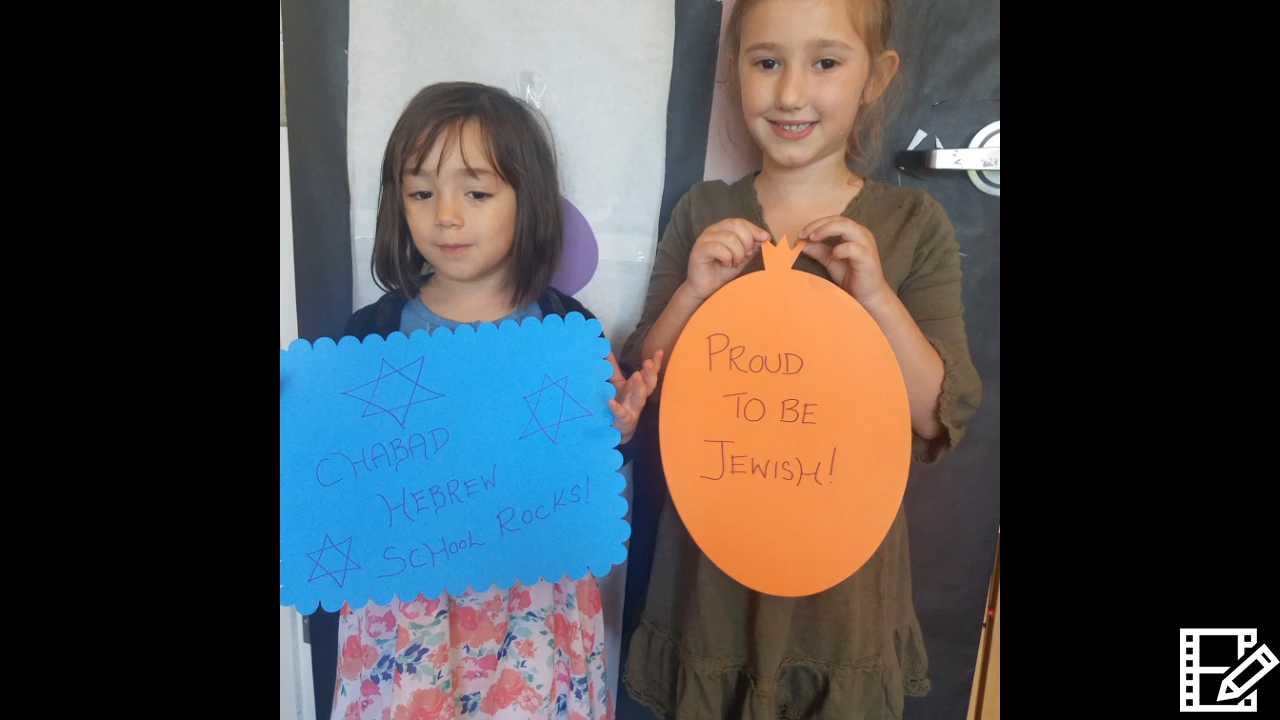 CHABAD
HEBREW
SCHOOL ROCKS!
PROUD
TO BE
JEWISH!